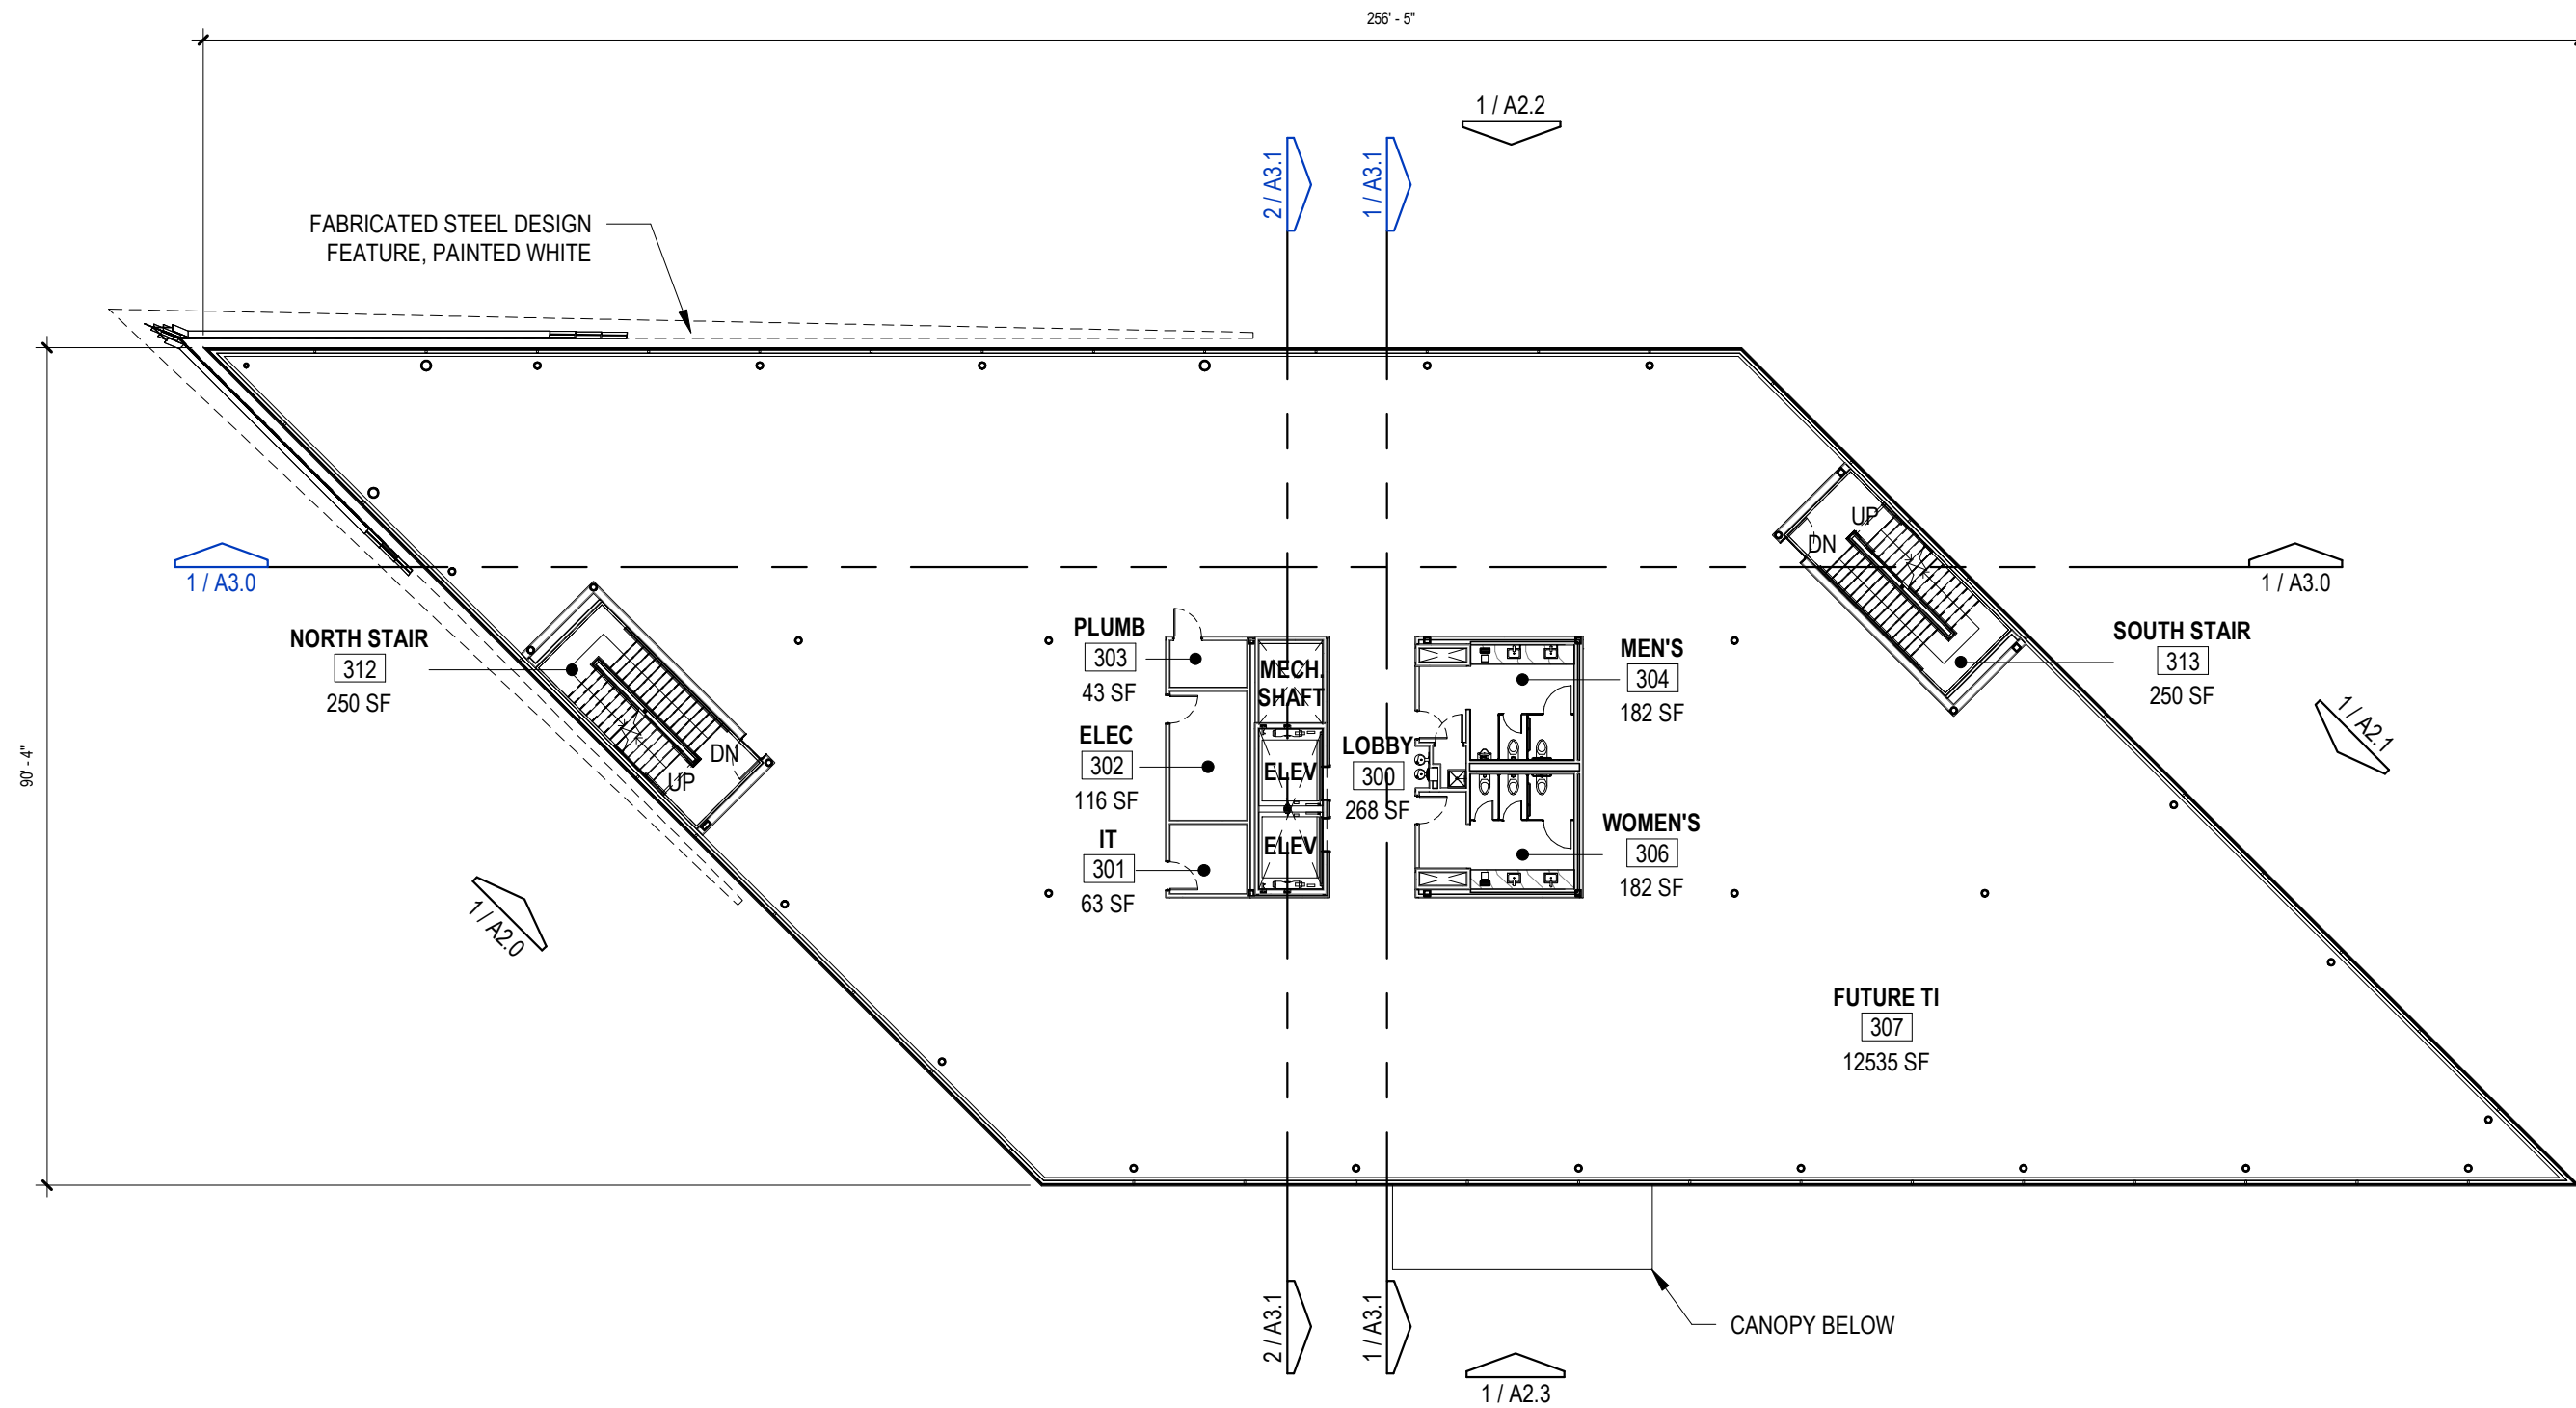 256' - 5"
1 / A2.2
2 / A3.1
1 / A3.1
FABRICATED STEEL DESIGN
FEATURE, PAINTED WHITE
1 / A3.0
1 / A3.0
UP
DN
NORTH STAIR
312
250 SF
PLUMB
303
43 SF
MECH.
SHAFT
MEN'S
304
182 SF
SOUTH STAIR
313
250 SF
1 / A2.1
90' - 4"
DN
UP
ELEC
302
116 SF
ELEV
LOBBY
300
268 SF
IT
301
63 SF
ELEV
WOMEN'S
306
182 SF
1 / A2.0
FUTURE TI
307
12535 SF
2 / A3.1
1 / A3.1
CANOPY BELOW
1 / A2.3